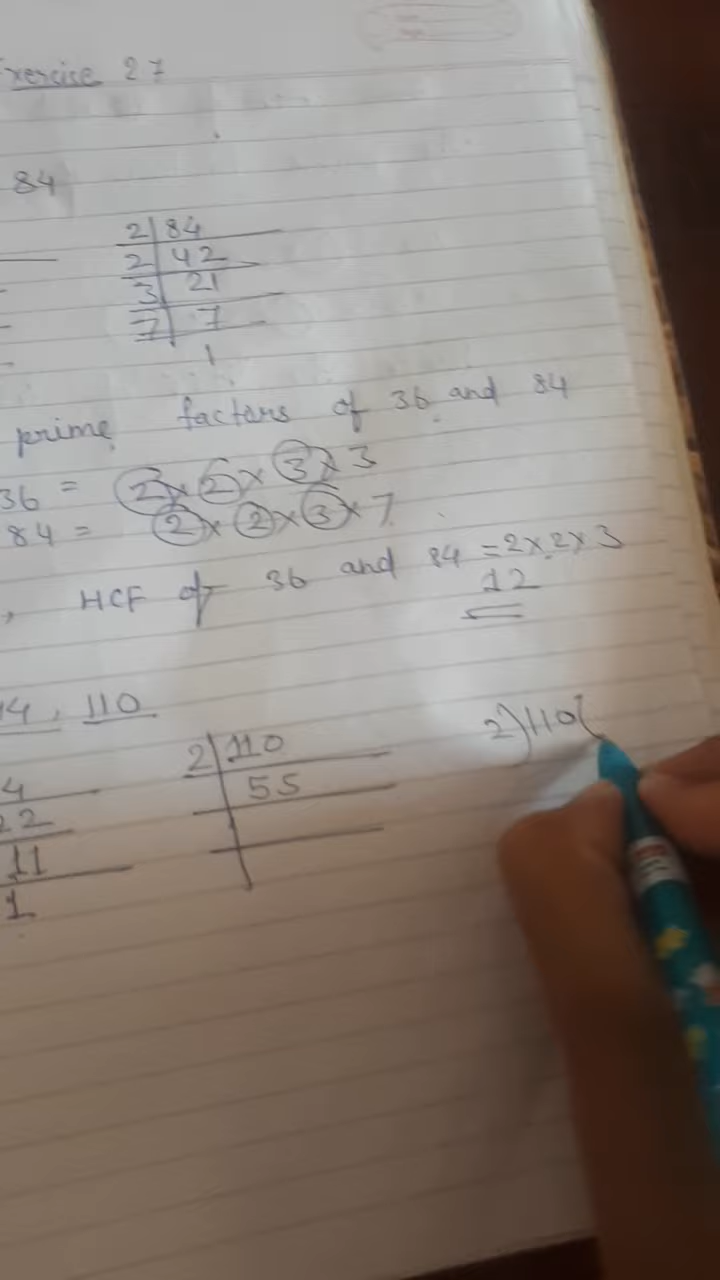 Exercise 27
84
2 | 84
2 | 42
3 | 21
7 | 7
1
prime factors of 36 and 84
36 = 2 x 2 x 3 x 3
84 = 2 x 2 x 3 x 7
, HCF of 36 and 84 = 2 x 2 x 3
12
44, 110
4
22
11
1
2 | 110
55
2)110(